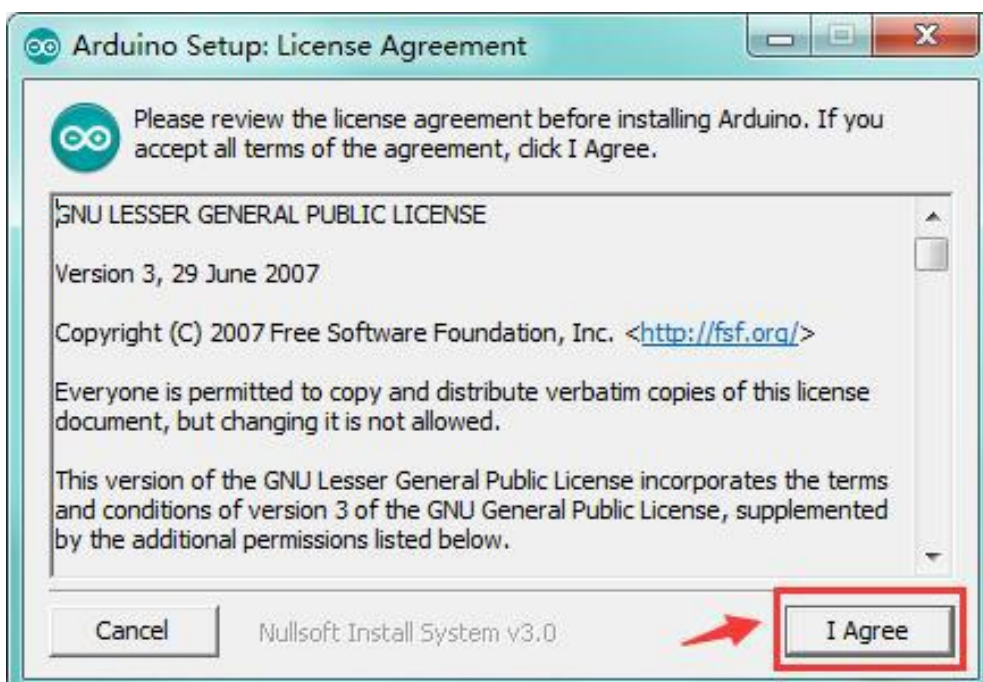 Arduino Setup: License Agreement
Please review the license agreement before installing Arduino. If you
accept all terms of the agreement, click I Agree.
GNU LESSER GENERAL PUBLIC LICENSE
Version 3, 29 June 2007
Copyright (C) 2007 Free Software Foundation, Inc. <http://fsf.org/>
Everyone is permitted to copy and distribute verbatim copies of this license
document, but changing it is not allowed.
This version of the GNU Lesser General Public License incorporates the terms
and conditions of version 3 of the GNU General Public License, supplemented
by the additional permissions listed below.
Cancel
Nullsoft Install System v3.0
I Agree